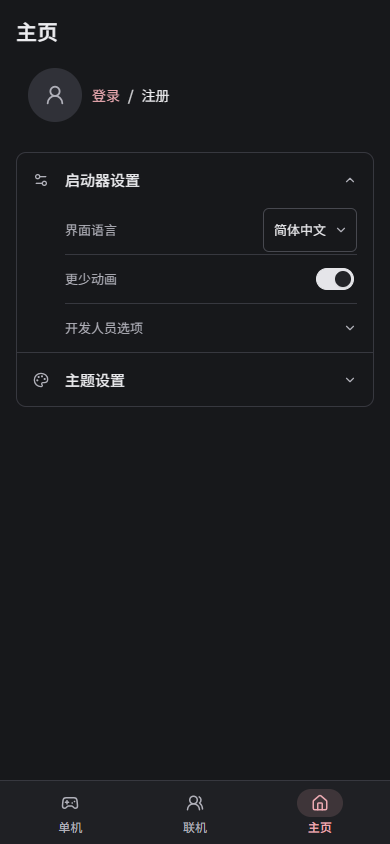 主页
登录 / 注册
启动器设置
界面语言 简体中文
更少动画
开发人员选项
主题设置
单机 联机 主页